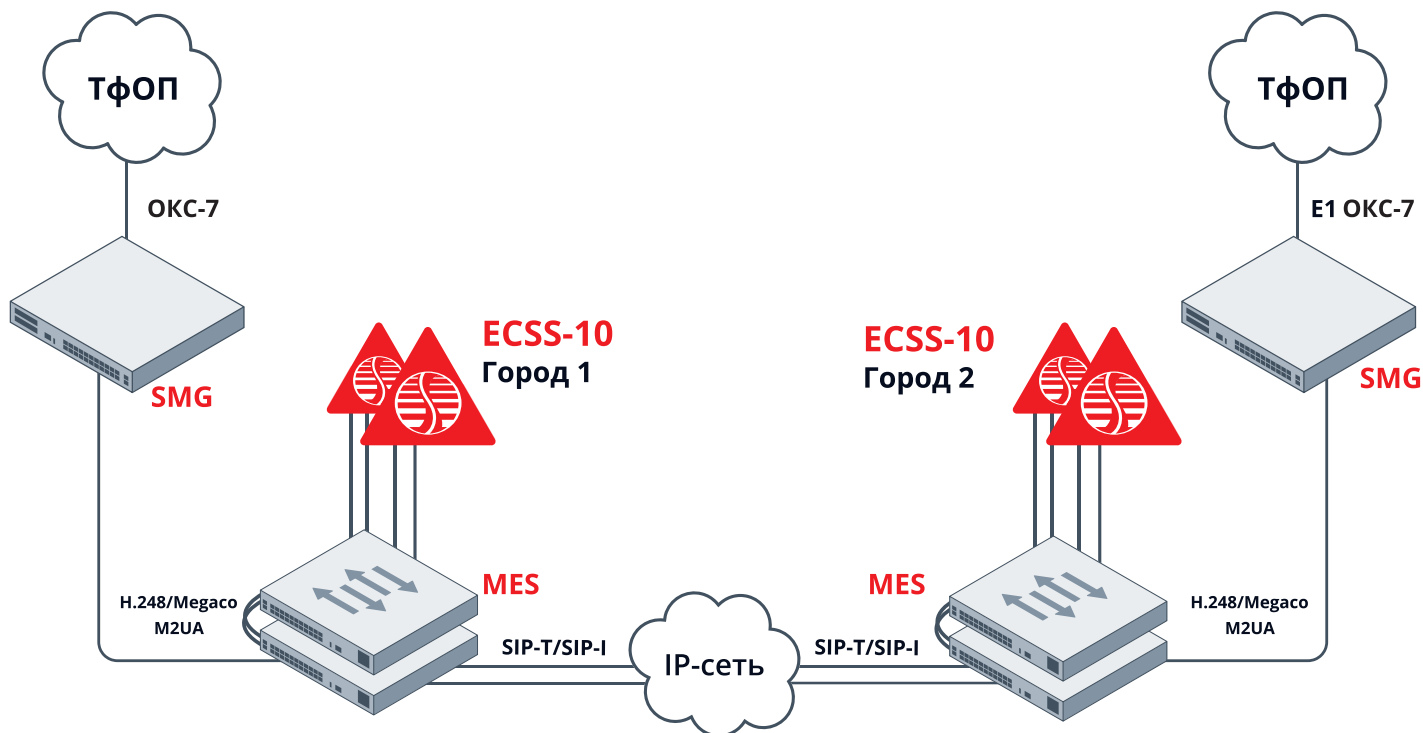 ТфОП
ТфОП
ОКС-7
E1 ОКС-7
ECSS-10
Город 1
ECSS-10
Город 2
SMG
SMG
MES
MES
H.248/Megaco
M2UA
H.248/Megaco
M2UA
SIP-T/SIP-I
IP-сеть
SIP-T/SIP-I